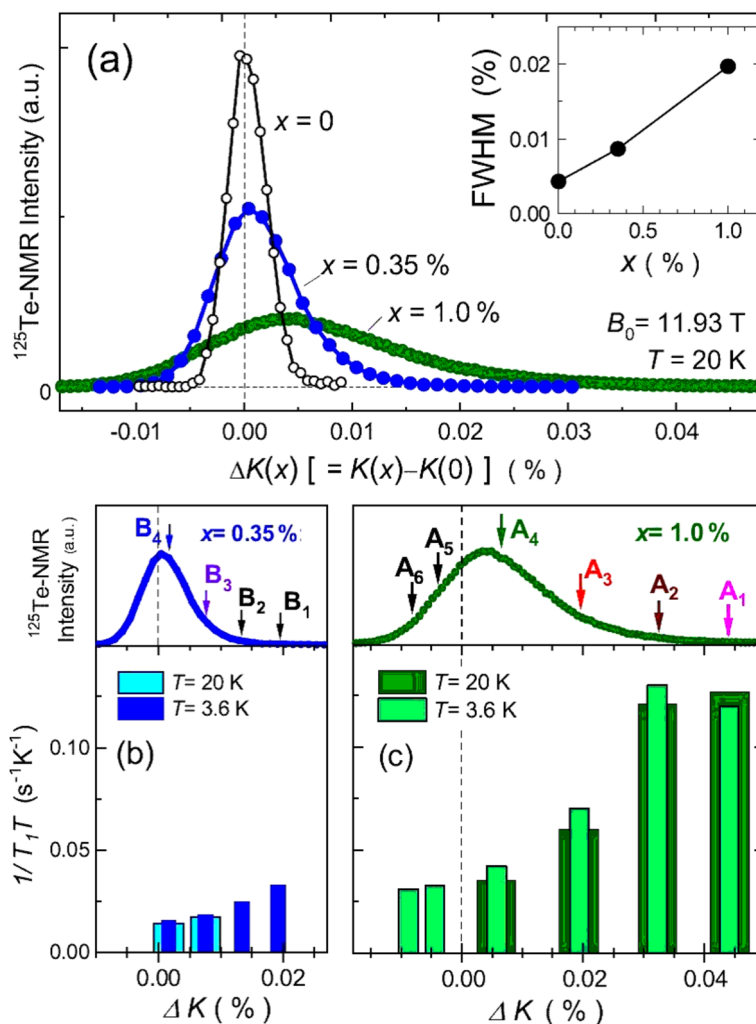 (a)
x = 0
x = 0.35 %
x = 1.0 %
B₀= 11.93 T
T = 20 K
¹²⁵Te-NMR Intensity (a.u.)
0
-0.01 0.00 0.01 0.02 0.03 0.04
ΔK(x) [ = K(x)−K(0) ] ( % )
FWHM (%)
0.02
0.01
0.00
0.0 0.5 1.0
x ( % )
¹²⁵Te-NMR
Intensity (a.u.)
B₄
x= 0.35 %
B₃
B₂
B₁
A₆
A₅
A₄
x= 1.0 %
A₃
A₂
A₁
1/T₁T (s⁻¹K⁻¹)
0.10
0.05
0.00
T= 20 K
T= 3.6 K
(b)
0.00 0.02
ΔK ( % )
T= 20 K
T= 3.6 K
(c)
0.00 0.02 0.04
ΔK ( % )